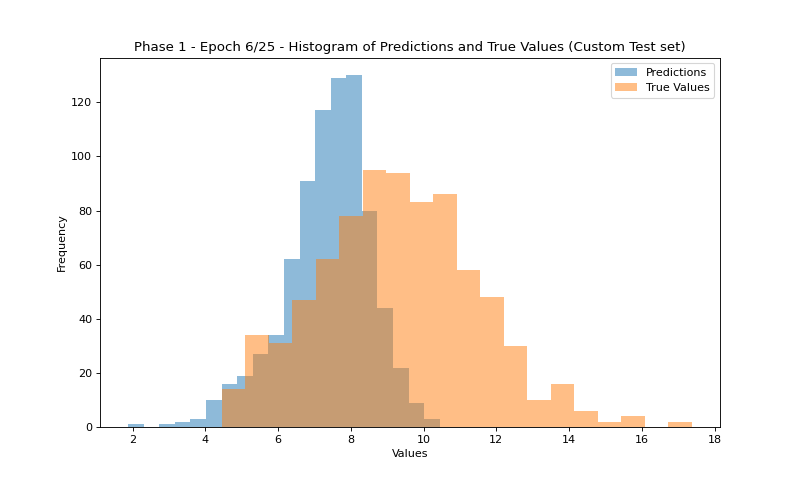 Phase 1 - Epoch 6/25 - Histogram of Predictions and True Values (Custom Test set)
Predictions
True Values
120
100
80
60
40
20
0
Frequency
2 4 6 8 10 12 14 16 18
Values